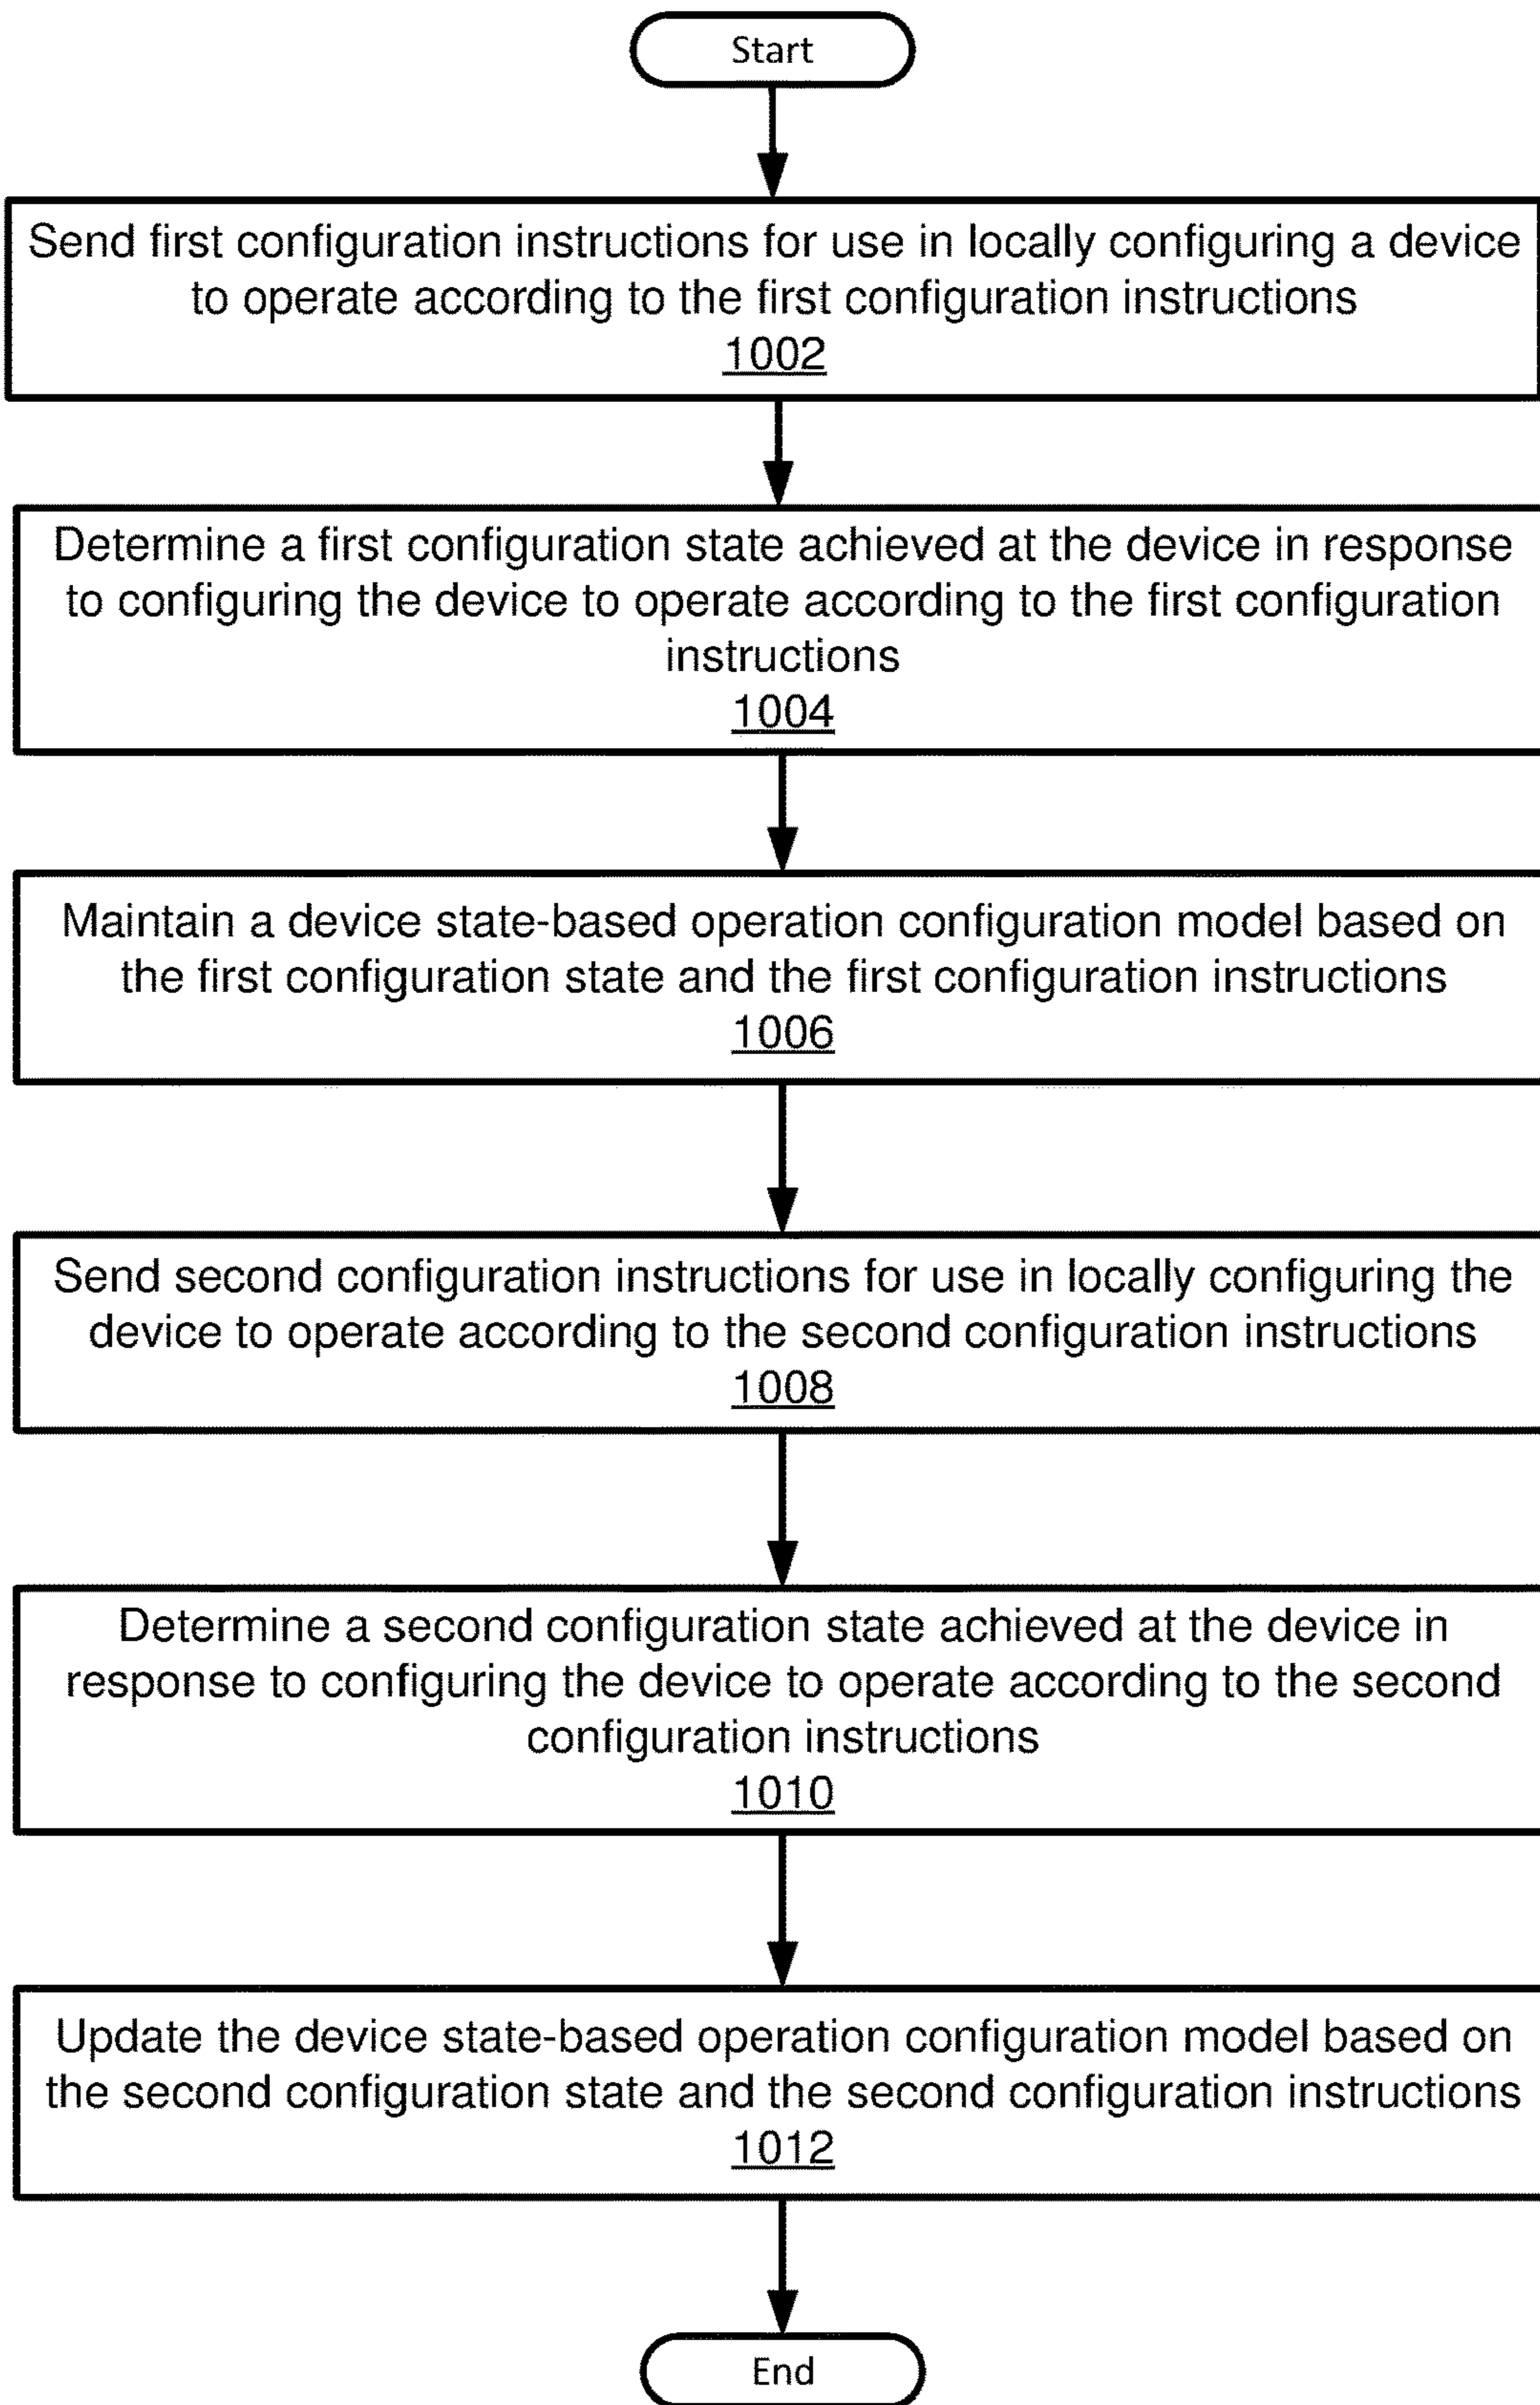 Start
Send first configuration instructions for use in locally configuring a device
to operate according to the first configuration instructions
1002
Determine a first configuration state achieved at the device in response
to configuring the device to operate according to the first configuration
instructions
1004
Maintain a device state-based operation configuration model based on
the first configuration state and the first configuration instructions
1006
Send second configuration instructions for use in locally configuring the
device to operate according to the second configuration instructions
1008
Determine a second configuration state achieved at the device in
response to configuring the device to operate according to the second
configuration instructions
1010
Update the device state-based operation configuration model based on
the second configuration state and the second configuration instructions
1012
End